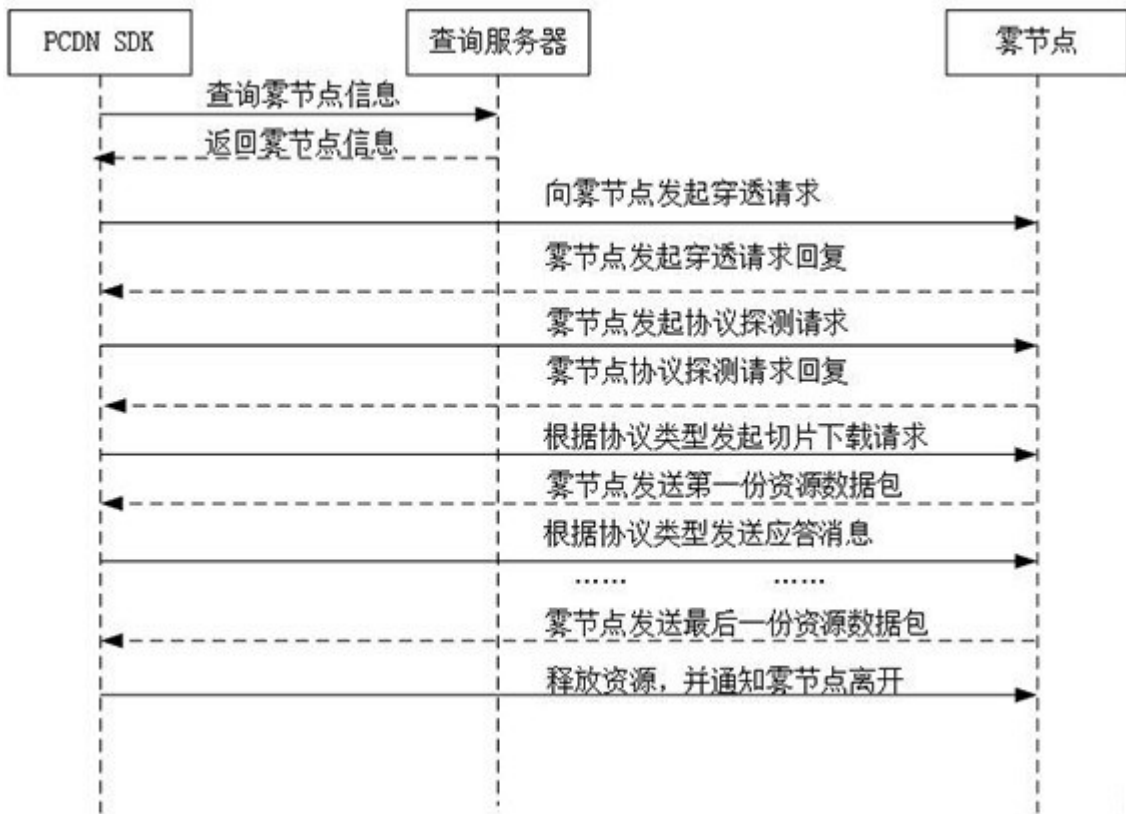 PCDN SDK
查询服务器
雾节点
查询雾节点信息
返回雾节点信息
向雾节点发起穿透请求
雾节点发起穿透请求回复
雾节点发起协议探测请求
雾节点协议探测请求回复
根据协议类型发起切片下载请求
雾节点发送第一份资源数据包
根据协议类型发送应答消息
…… ……
雾节点发送最后一份资源数据包
释放资源，并通知雾节点离开